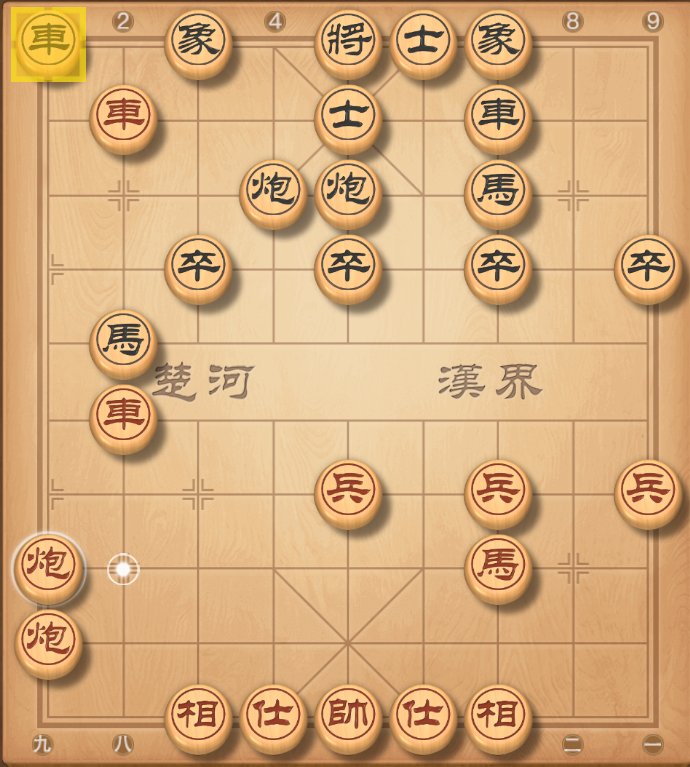 2 4 8 9
車 象 將 士 象
車 士 車
炮 炮 馬
卒 卒 卒 卒
馬
楚河 漢界
車
兵 兵 兵
炮 馬
炮
相 仕 帥 仕 相
九 八 二 一